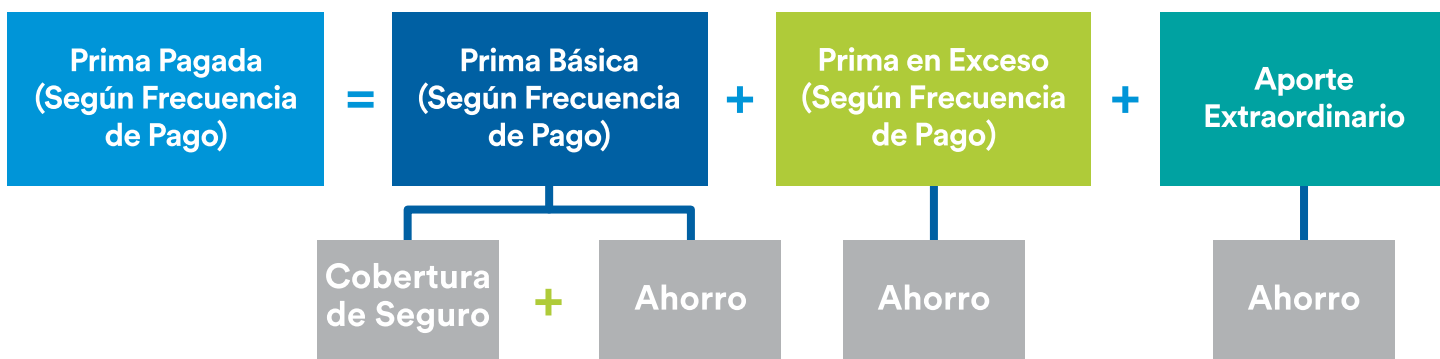 Prima Pagada
(Según Frecuencia
de Pago)
=
Prima Básica
(Según Frecuencia
de Pago)
+
Prima en Exceso
(Según Frecuencia
de Pago)
+
Aporte
Extraordinario
Cobertura
de Seguro
+
Ahorro
Ahorro
Ahorro